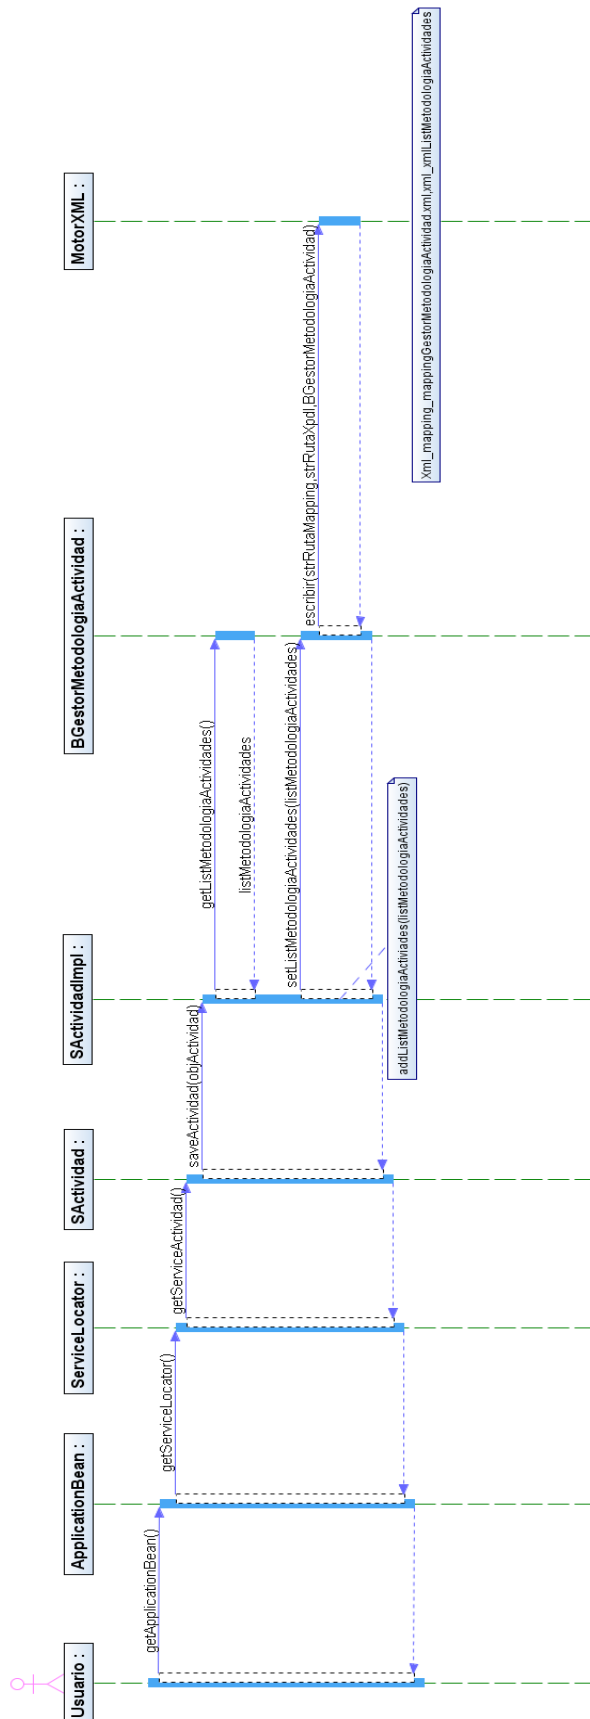 Usuario :
ApplicationBean :
ServiceLocator :
SActividad :
SActividadImpl :
BGestorMetodologiaActividad :
MotorXML :
getApplicationBean()
getServiceLocator()
getServiceActividad()
saveActividad(objActividad)
getListMetodologiaActividades()
listMetodologiaActividades
setListMetodologiaActividades(listMetodologiaActividades)
escribir(strRutaMapping,strRutaXpdl,BGestorMetodologiaActividad)
addListMetodologiaActiviades(listMetodologiaActividades)
Xml_mapping_mappingGestorMetodologiaActividad.xml,xml_xmlListMetodologiaActividades